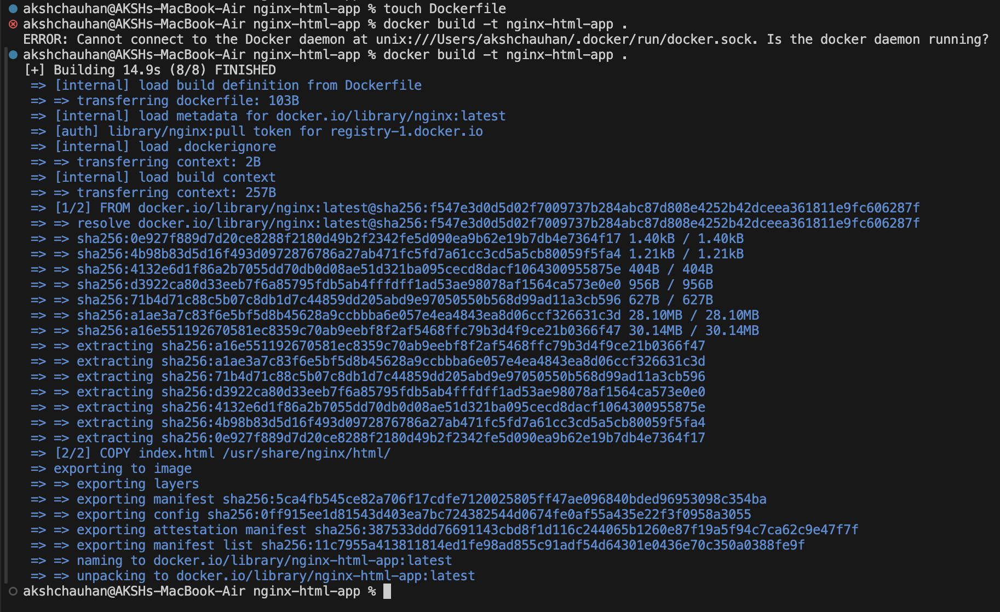 akshchauhan@AKSHs-MacBook-Air nginx-html-app % touch Dockerfile
akshchauhan@AKSHs-MacBook-Air nginx-html-app % docker build -t nginx-html-app .
ERROR: Cannot connect to the Docker daemon at unix:///Users/akshchauhan/.docker/run/docker.sock. Is the docker daemon running?
akshchauhan@AKSHs-MacBook-Air nginx-html-app % docker build -t nginx-html-app .
[+] Building 14.9s (8/8) FINISHED
=> [internal] load build definition from Dockerfile
=> => transferring dockerfile: 103B
=> [internal] load metadata for docker.io/library/nginx:latest
=> [auth] library/nginx:pull token for registry-1.docker.io
=> [internal] load .dockerignore
=> => transferring context: 2B
=> [internal] load build context
=> => transferring context: 257B
=> [1/2] FROM docker.io/library/nginx:latest@sha256:f547e3d0d5d02f7009737b284abc87d808e4252b42dceea361811e9fc606287f
=> => resolve docker.io/library/nginx:latest@sha256:f547e3d0d5d02f7009737b284abc87d808e4252b42dceea361811e9fc606287f
=> => sha256:0e927f889d7d20ce8288f2180d49b2f2342fe5d090ea9b62e19b7db4e7364f17 1.40kB / 1.40kB
=> => sha256:4b98b83d5d16f493d0972876786a27ab471fc5fd7a61cc3cd5a5cb80059f5fa4 1.21kB / 1.21kB
=> => sha256:4132e6d1f86a2b7055dd70db0d08ae51d321ba095cecd8dacf1064300955875e 404B / 404B
=> => sha256:d3922ca80d33eeb7f6a85795fdb5ab4fffdff1ad53ae98078af1564ca573e0e0 956B / 956B
=> => sha256:71b4d71c88c5b07c8db1d7c44859dd205abd9e97050550b568d99ad11a3cb596 627B / 627B
=> => sha256:a1ae3a7c83f6e5bf5d8b45628a9ccbbba6e057e4ea4843ea8d06ccf326631c3d 28.10MB / 28.10MB
=> => sha256:a16e551192670581ec8359c70ab9eebf8f2af5468ffc79b3d4f9ce21b0366f47 30.14MB / 30.14MB
=> => extracting sha256:a16e551192670581ec8359c70ab9eebf8f2af5468ffc79b3d4f9ce21b0366f47
=> => extracting sha256:a1ae3a7c83f6e5bf5d8b45628a9ccbbba6e057e4ea4843ea8d06ccf326631c3d
=> => extracting sha256:71b4d71c88c5b07c8db1d7c44859dd205abd9e97050550b568d99ad11a3cb596
=> => extracting sha256:d3922ca80d33eeb7f6a85795fdb5ab4fffdff1ad53ae98078af1564ca573e0e0
=> => extracting sha256:4132e6d1f86a2b7055dd70db0d08ae51d321ba095cecd8dacf1064300955875e
=> => extracting sha256:4b98b83d5d16f493d0972876786a27ab471fc5fd7a61cc3cd5a5cb80059f5fa4
=> => extracting sha256:0e927f889d7d20ce8288f2180d49b2f2342fe5d090ea9b62e19b7db4e7364f17
=> [2/2] COPY index.html /usr/share/nginx/html/
=> exporting to image
=> => exporting layers
=> => exporting manifest sha256:5ca4fb545ce82a706f17cdfe7120025805ff47ae096840bded96953098c354ba
=> => exporting config sha256:0ff915ee1d81543d403ea7bc724382544d0674fe0af55a435e22f3f0958a3055
=> => exporting attestation manifest sha256:387533ddd76691143cbd8f1d116c244065b1260e87f19a5f94c7ca62c9e47f7f
=> => exporting manifest list sha256:11c7955a413811814ed1fe98ad855c91adf54d64301e0436e70c350a0388fe9f
=> => naming to docker.io/library/nginx-html-app:latest
=> => unpacking to docker.io/library/nginx-html-app:latest
akshchauhan@AKSHs-MacBook-Air nginx-html-app %